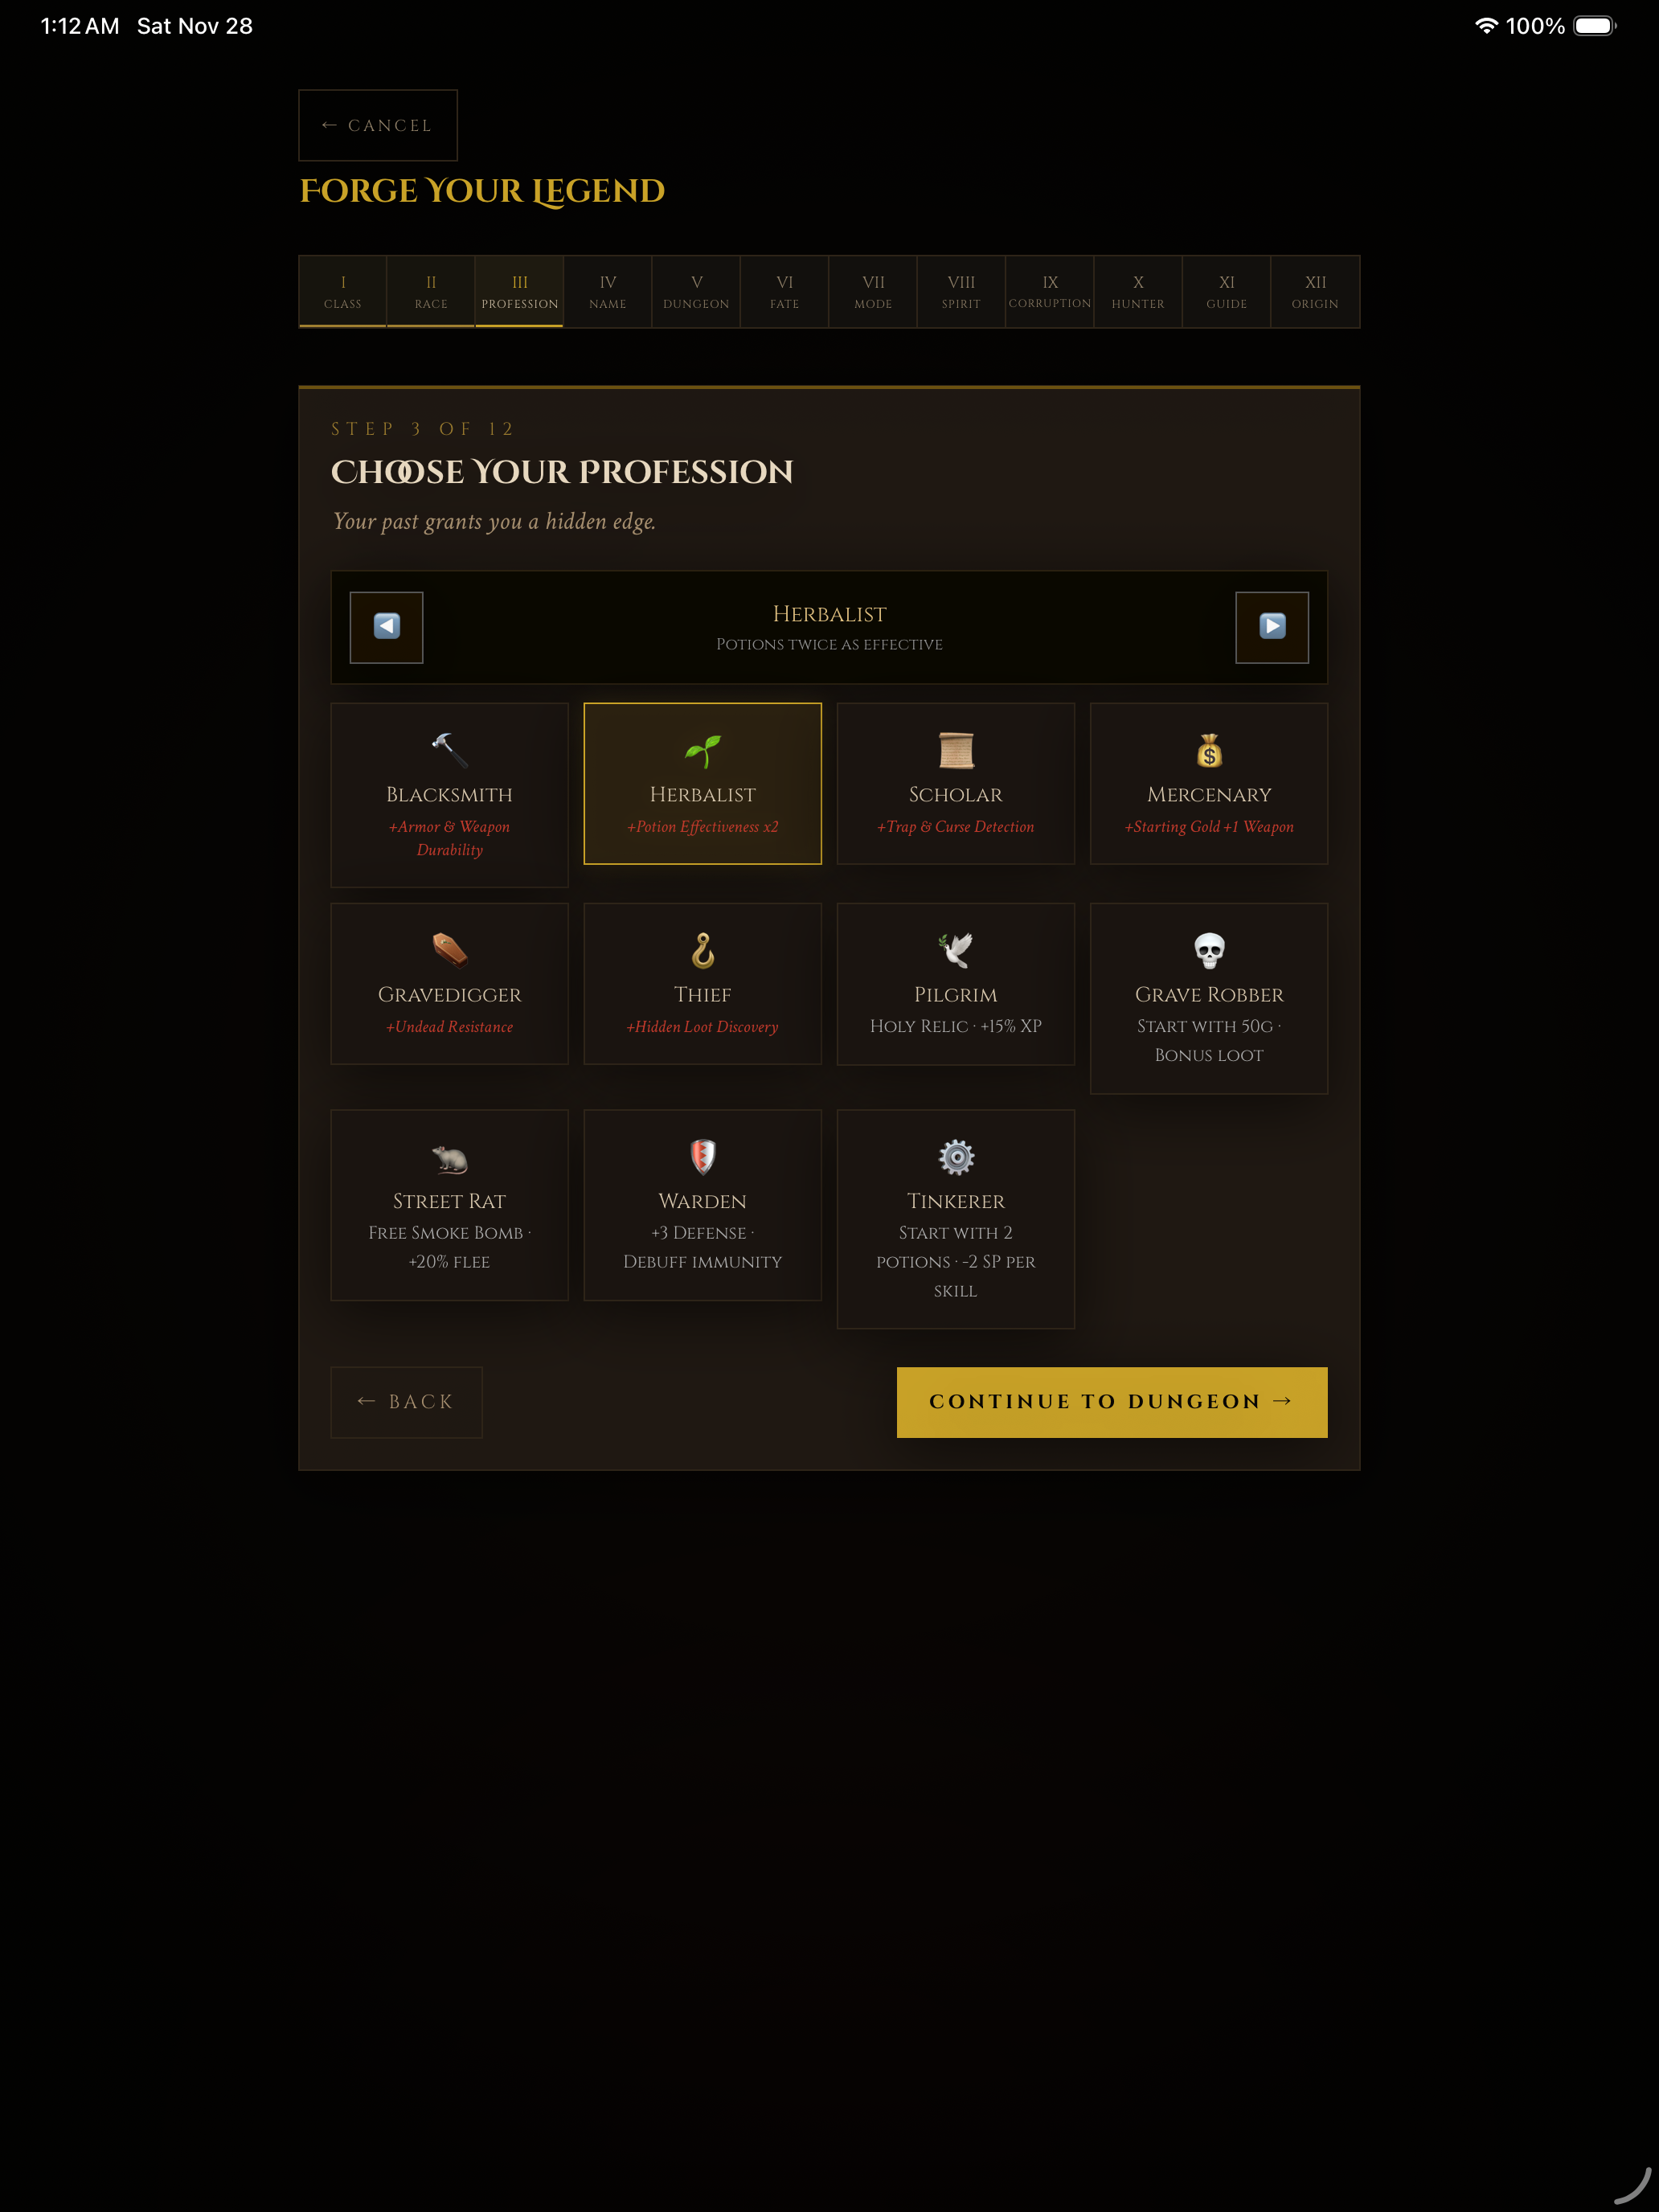 1:12 AM Sat Nov 28
100%
← CANCEL
FORGE YOUR LEGEND
I
CLASS
II
RACE
III
PROFESSION
IV
NAME
V
DUNGEON
VI
FATE
VII
MODE
VIII
SPIRIT
IX
CORRUPTION
X
HUNTER
XI
GUIDE
XII
ORIGIN
STEP 3 OF 12
CHOOSE YOUR PROFESSION
Your past grants you a hidden edge.
HERBALIST
POTIONS TWICE AS EFFECTIVE
BLACKSMITH
+Armor & Weapon
Durability
HERBALIST
+Potion Effectiveness x2
SCHOLAR
+Trap & Curse Detection
MERCENARY
+Starting Gold +1 Weapon
GRAVEDIGGER
+Undead Resistance
THIEF
+Hidden Loot Discovery
PILGRIM
HOLY RELIC · +15% XP
GRAVE ROBBER
START WITH 50G ·
BONUS LOOT
STREET RAT
FREE SMOKE BOMB ·
+20% FLEE
WARDEN
+3 DEFENSE ·
DEBUFF IMMUNITY
TINKERER
START WITH 2
POTIONS · -2 SP PER
SKILL
← BACK
CONTINUE TO DUNGEON →